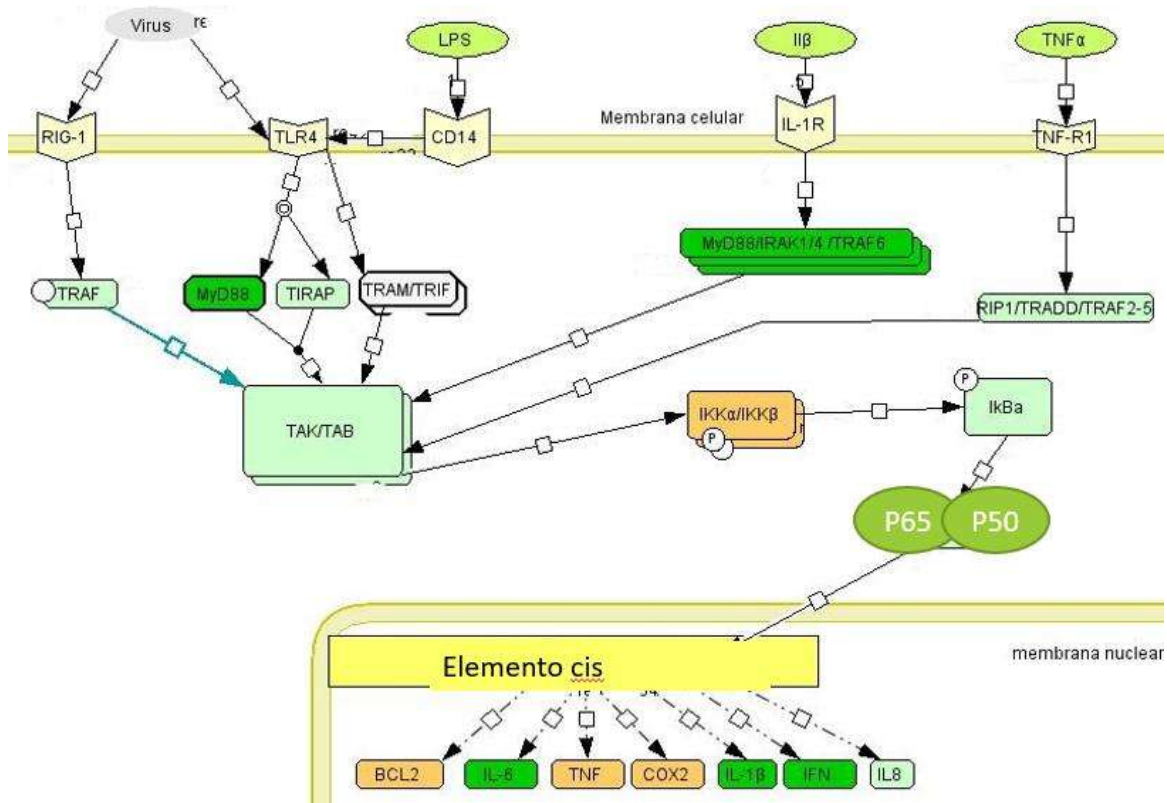 Virus
re
LPS
IIβ
TNFα
Membrana celular
RIG-1
TLR4
CD14
IL-1R
TNF-R1
MyD88/IRAK1/4 /TRAF6
TRAF
MyD88
TIRAP
TRAM/TRIF
RIP1/TRADD/TRAF2-5
TAK/TAB
IKKα/IKKβ
P
P
IkBa
P65
P50
Elemento cis
membrana nuclear
BCL2
IL-6
TNF
COX2
IL-1β
IFN
IL8